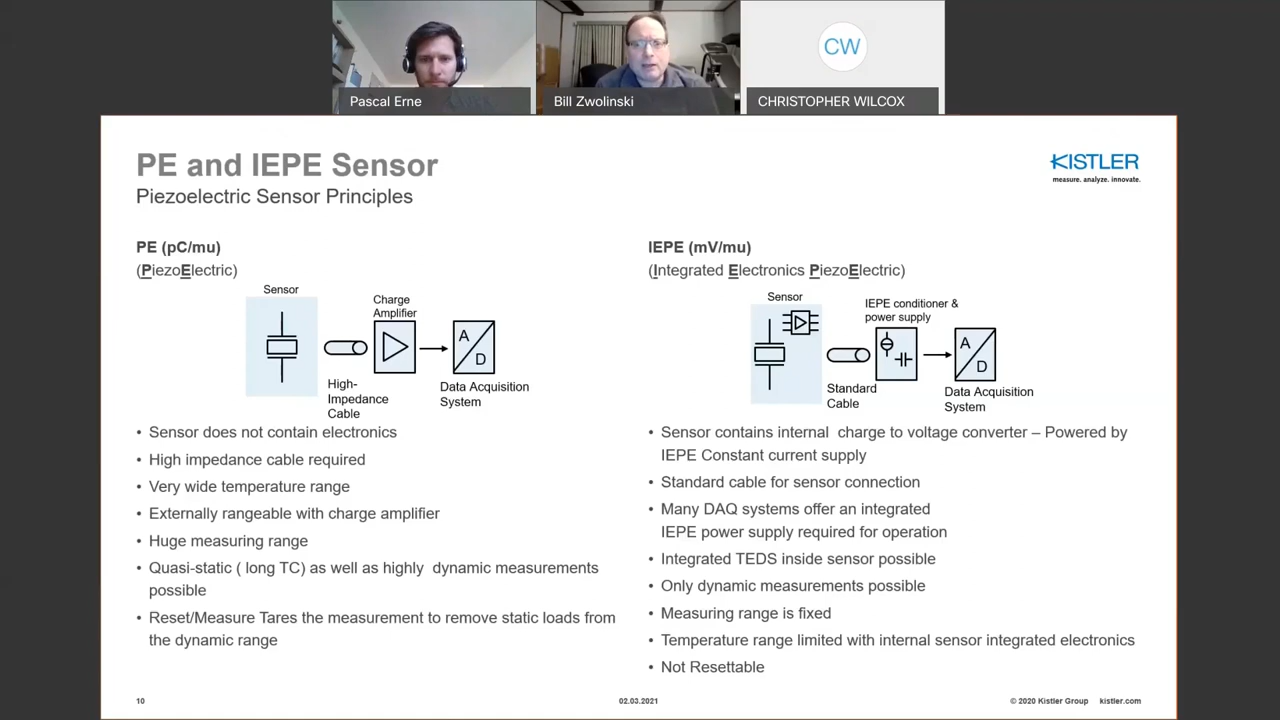 Pascal Erne
Bill Zwolinski
CW
CHRISTOPHER WILCOX
PE and IEPE Sensor
Piezoelectric Sensor Principles
KISTLER
measure. analyze. innovate.
PE (pC/mu)
(PiezoElectric)
Sensor
Charge
Amplifier
A
D
High-
Impedance
Cable
Data Acquisition
System
• Sensor does not contain electronics
• High impedance cable required
• Very wide temperature range
• Externally rangeable with charge amplifier
• Huge measuring range
• Quasi-static ( long TC) as well as highly dynamic measurements
possible
• Reset/Measure Tares the measurement to remove static loads from
the dynamic range
IEPE (mV/mu)
(Integrated Electronics PiezoElectric)
Sensor
IEPE conditioner &
power supply
A
D
Standard
Cable
Data Acquisition
System
• Sensor contains internal charge to voltage converter – Powered by
IEPE Constant current supply
• Standard cable for sensor connection
• Many DAQ systems offer an integrated
IEPE power supply required for operation
• Integrated TEDS inside sensor possible
• Only dynamic measurements possible
• Measuring range is fixed
• Temperature range limited with internal sensor integrated electronics
• Not Resettable
10
02.03.2021
© 2020 Kistler Group kistler.com